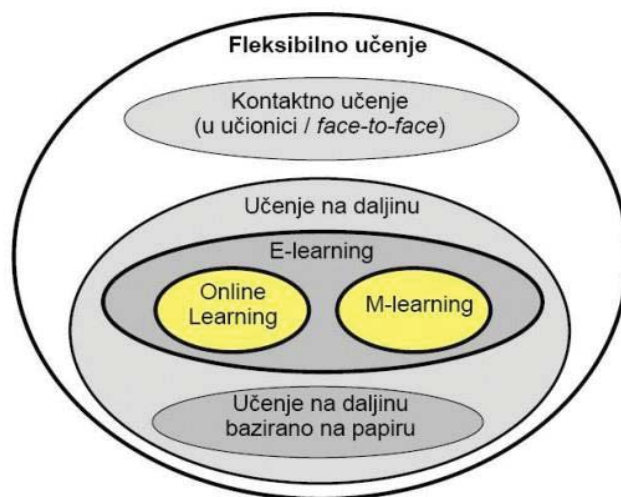 Fleksibilno učenje
Kontaktno učenje
(u učionici / face-to-face)
Učenje na daljinu
E-learning
Online
Learning
M-learning
Učenje na daljinu
bazirano na papiru